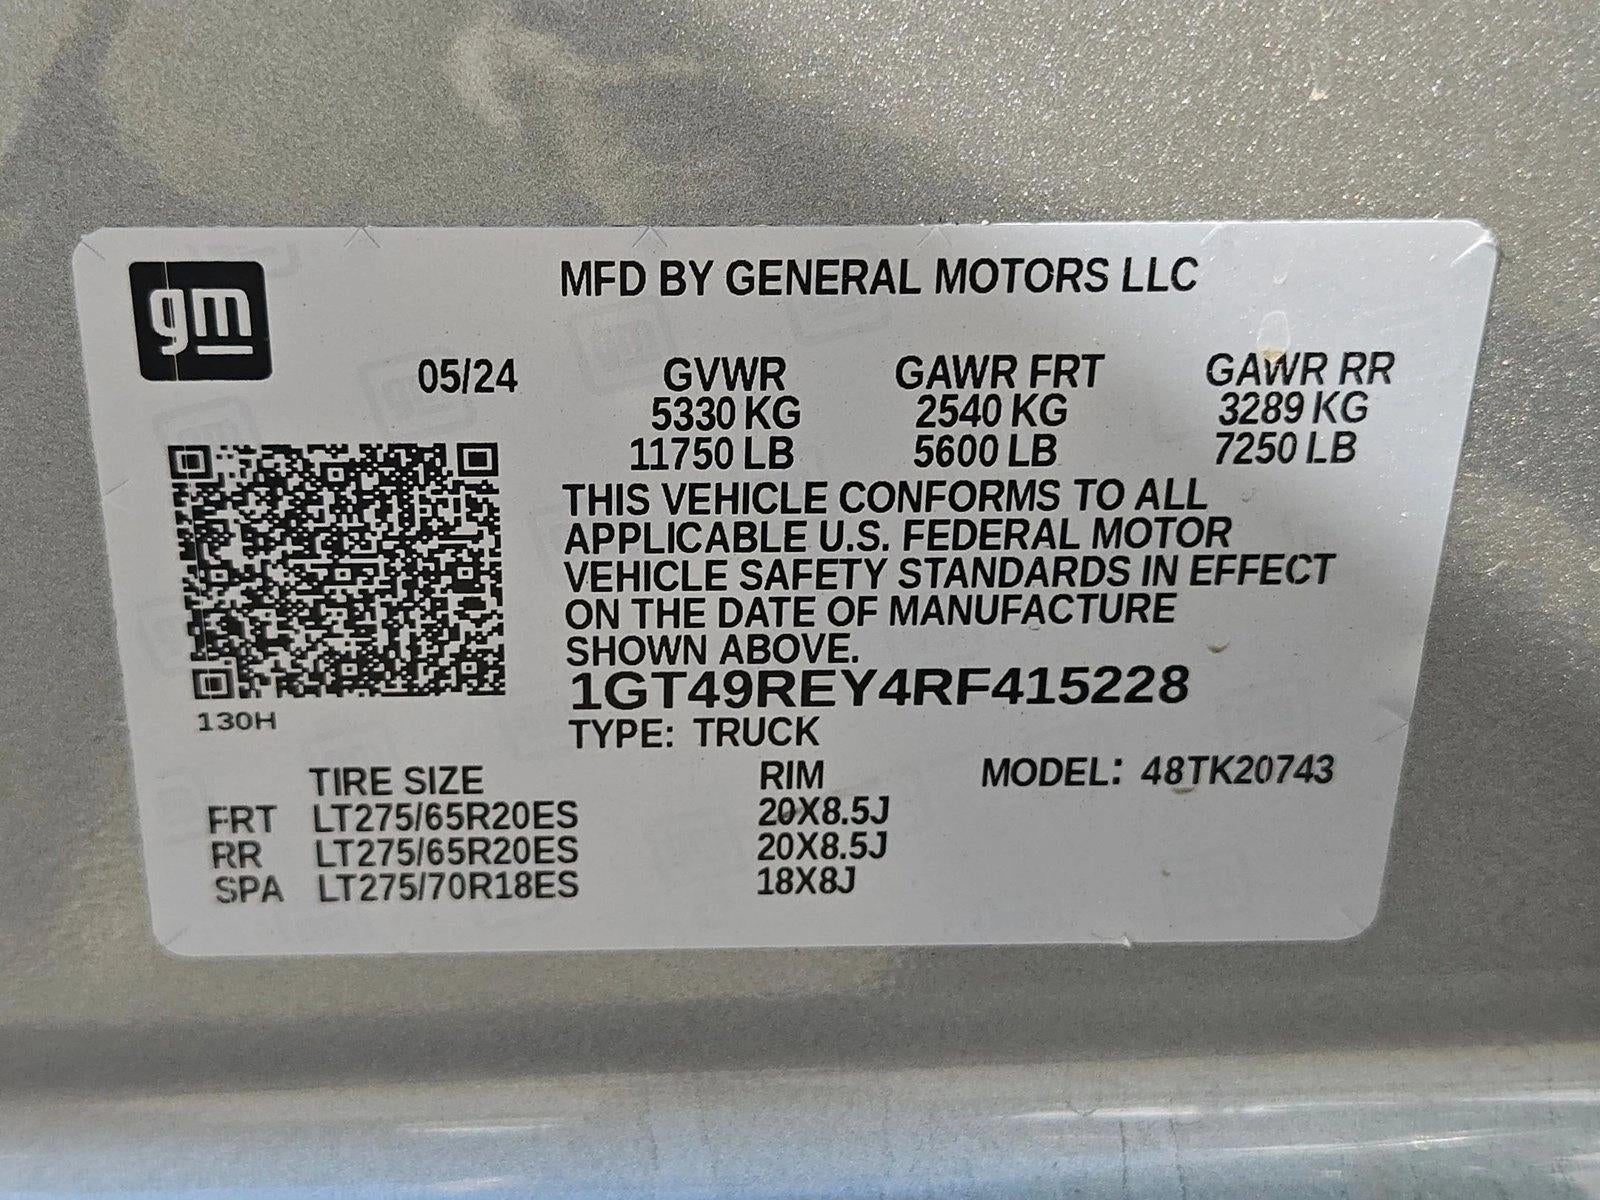 gm
MFD BY GENERAL MOTORS LLC
05/24 GVWR GAWR FRT GAWR RR
5330 KG 2540 KG 3289 KG
11750 LB 5600 LB 7250 LB
THIS VEHICLE CONFORMS TO ALL
APPLICABLE U.S. FEDERAL MOTOR
VEHICLE SAFETY STANDARDS IN EFFECT
ON THE DATE OF MANUFACTURE
SHOWN ABOVE.
1GT49REY4RF415228
130H
TYPE: TRUCK
TIRE SIZE RIM MODEL: 48TK20743
FRT LT275/65R20ES 20X8.5J
RR LT275/65R20ES 20X8.5J
SPA LT275/70R18ES 18X8J